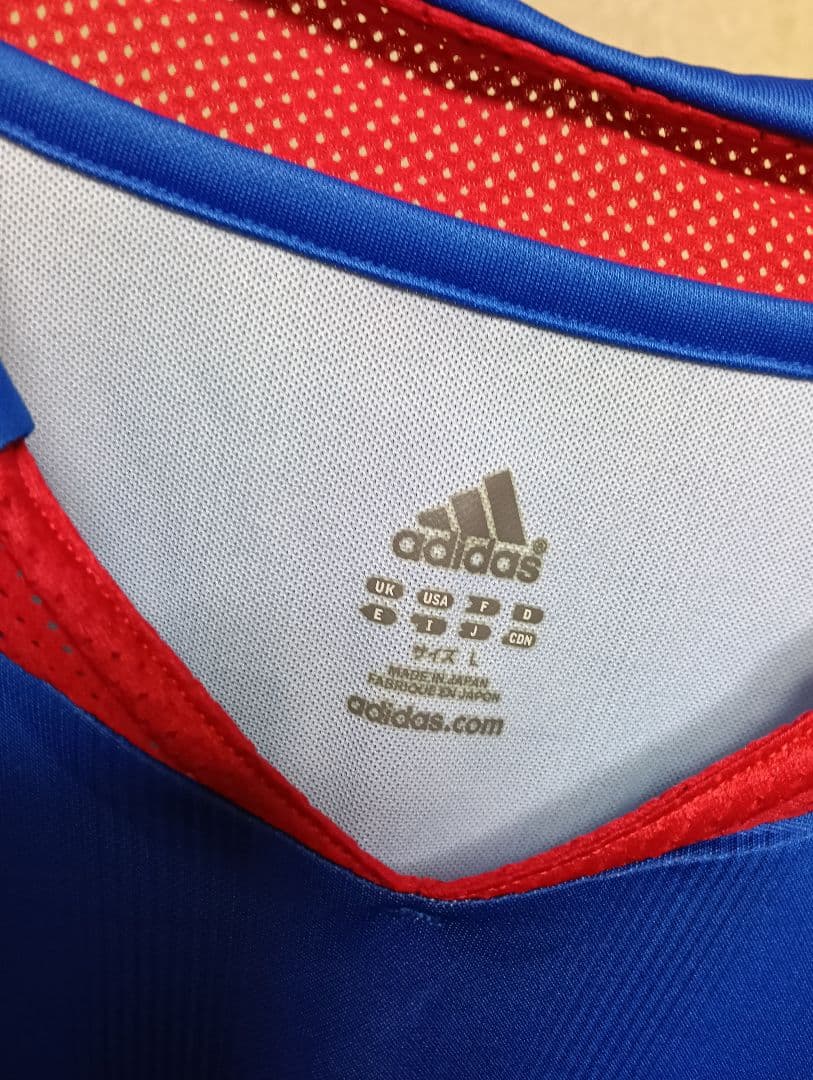 adidas®
UK USA F D
E I J CDN
サイズ L
MADE IN JAPAN
FABRIQUE EN JAPON
adidas.com